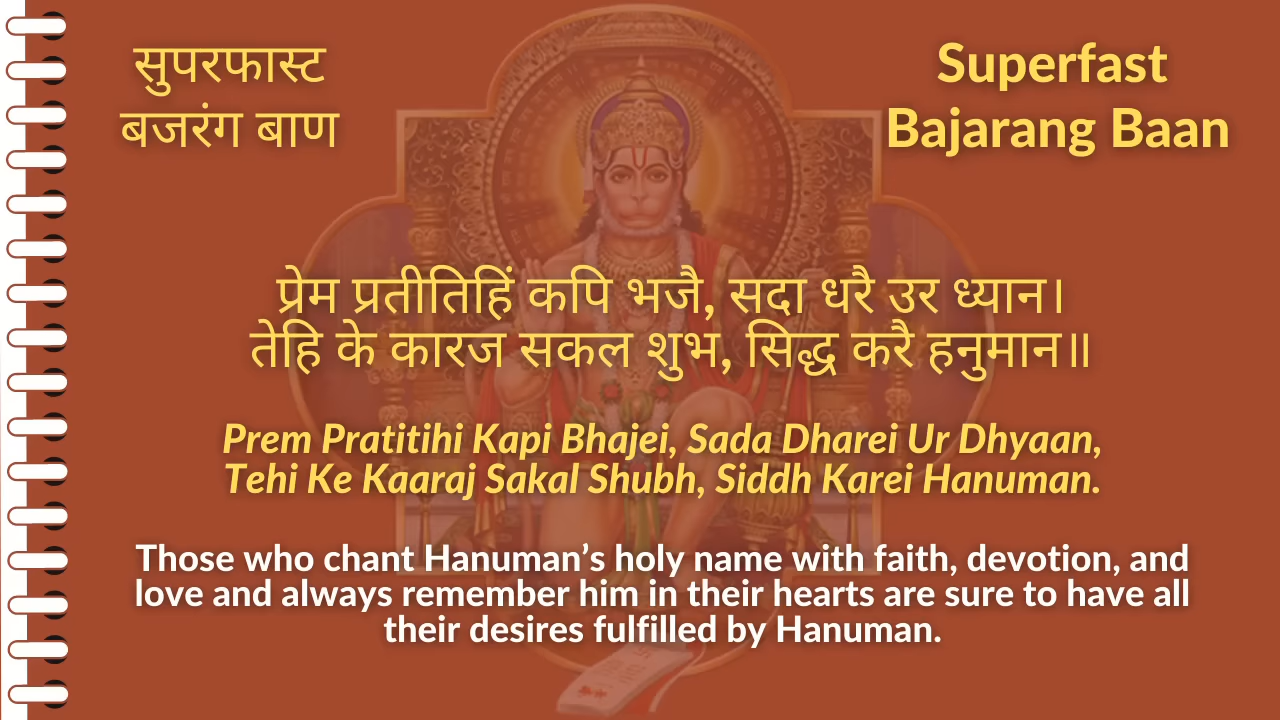 सुपरफास्ट
बजरंग बाण
Superfast
Bajarang Baan
प्रेम प्रतीतिहिं कपि भजै, सदा धरै उर ध्यान।
तेहि के कारज सकल शुभ, सिद्ध करै हनुमान॥
Prem Pratitihi Kapi Bhajei, Sada Dharei Ur Dhyaan,
Tehi Ke Kaaraj Sakal Shubh, Siddh Karei Hanuman.
Those who chant Hanuman’s holy name with faith, devotion, and
love and always remember him in their hearts are sure to have all
their desires fulfilled by Hanuman.